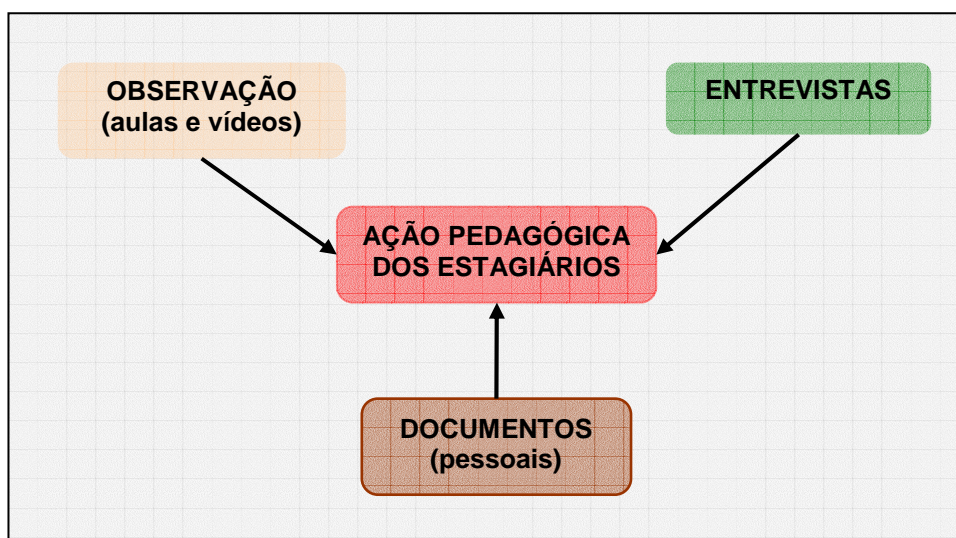 OBSERVAÇÃO
(aulas e vídeos)
ENTREVISTAS
AÇÃO PEDAGÓGICA
DOS ESTAGIÁRIOS
DOCUMENTOS
(pessoais)